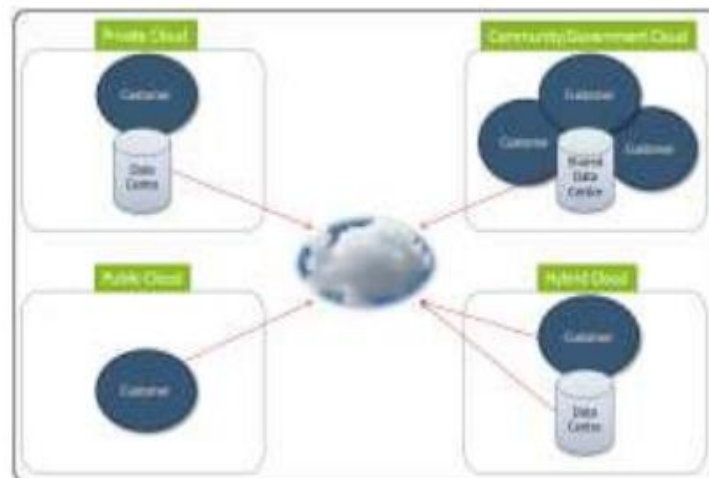 Private Cloud
Community/Government Cloud
Customer
Data
Centre
Customer
Customer
Customer
Shared
Data
Centre
Public Cloud
Hybrid Cloud
Customer
Customer
Data
Centre